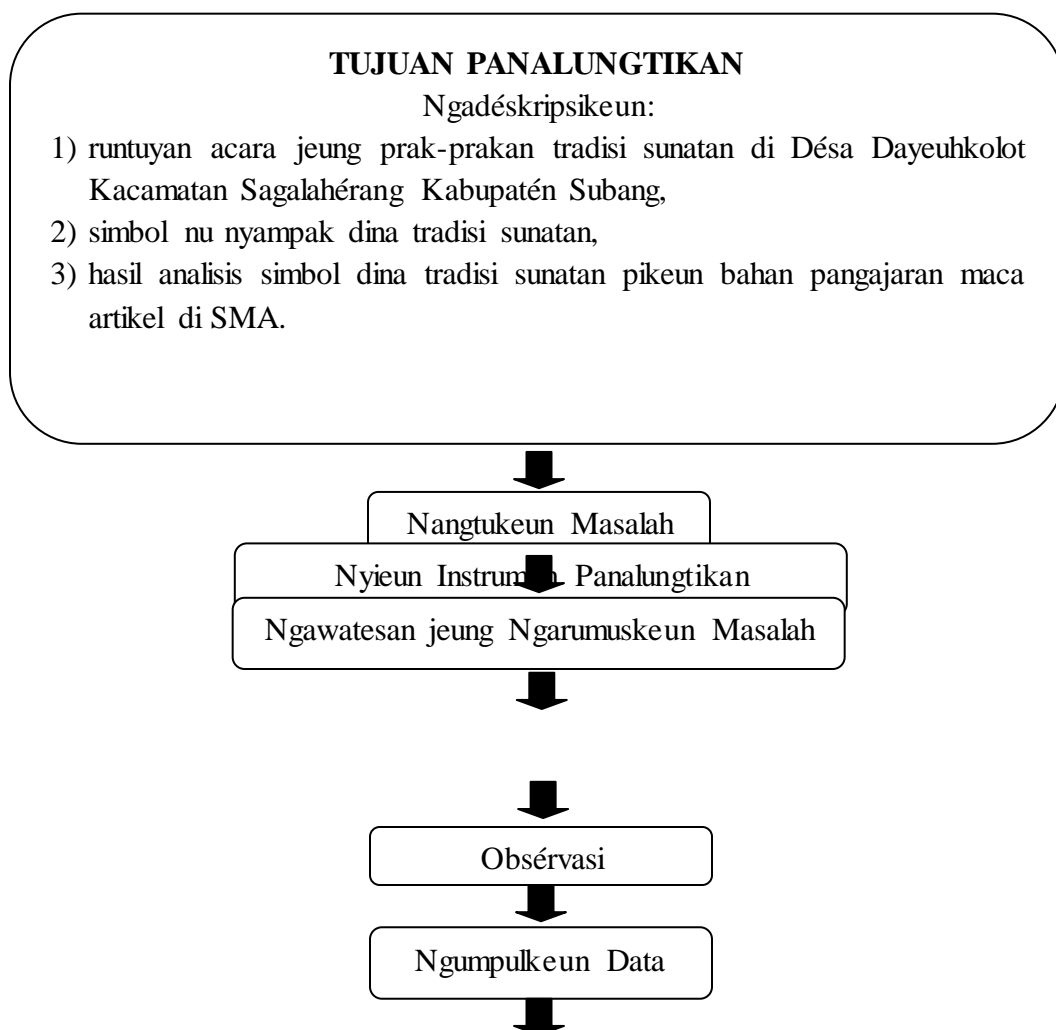 TUJUAN PANALUNGTIKAN
Ngadéskripsikeun:
1) runtuyan acara jeung prak-prakan tradisi sunatan di Désa Dayeuhkolot
Kacamatan Sagalahérang Kabupatén Subang,
2) simbol nu nyampak dina tradisi sunatan,
3) hasil analisis simbol dina tradisi sunatan pikeun bahan pangajaran maca
artikel di SMA.
Nangtukeun Masalah
Nyieun Instrumén Panalungtikan
Ngawatesan jeung Ngarumuskeun Masalah
Obsérvasi
Ngumpulkeun Data